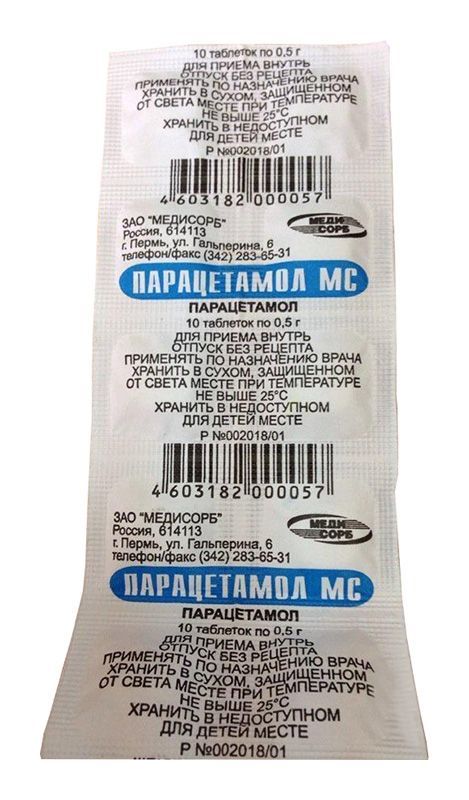 10 таблеток по 0,5 г
ДЛЯ ПРИЕМА ВНУТРЬ
ОТПУСК БЕЗ РЕЦЕПТА
ПРИМЕНЯТЬ ПО НАЗНАЧЕНИЮ ВРАЧА
ХРАНИТЬ В СУХОМ, ЗАЩИЩЕННОМ
ОТ СВЕТА МЕСТЕ ПРИ ТЕМПЕРАТУРЕ
НЕ ВЫШЕ 25°С
ХРАНИТЬ В НЕДОСТУПНОМ
ДЛЯ ДЕТЕЙ МЕСТЕ
Р №002018/01
4 603182 000057
ЗАО "МЕДИСОРБ"
Россия, 614113
г. Пермь, ул. Гальперина, 6
телефон/факс (342) 283-65-31
МЕДИ
СОРБ
ПАРАЦЕТАМОЛ МС
ПАРАЦЕТАМОЛ
10 таблеток по 0,5 г
ДЛЯ ПРИЕМА ВНУТРЬ
ОТПУСК БЕЗ РЕЦЕПТА
ПРИМЕНЯТЬ ПО НАЗНАЧЕНИЮ ВРАЧА
ХРАНИТЬ В СУХОМ, ЗАЩИЩЕННОМ
ОТ СВЕТА МЕСТЕ ПРИ ТЕМПЕРАТУРЕ
НЕ ВЫШЕ 25°С
ХРАНИТЬ В НЕДОСТУПНОМ
ДЛЯ ДЕТЕЙ МЕСТЕ
Р №002018/01
4 603182 000057
ЗАО "МЕДИСОРБ"
Россия, 614113
г. Пермь, ул. Гальперина, 6
телефон/факс (342) 283-65-31
МЕДИ
СОРБ
ПАРАЦЕТАМОЛ МС
ПАРАЦЕТАМОЛ
10 таблеток по 0,5 г
ДЛЯ ПРИЕМА ВНУТРЬ
ОТПУСК БЕЗ РЕЦЕПТА
ПРИМЕНЯТЬ ПО НАЗНАЧЕНИЮ ВРАЧА
ХРАНИТЬ В СУХОМ, ЗАЩИЩЕННОМ
ОТ СВЕТА МЕСТЕ ПРИ ТЕМПЕРАТУРЕ
НЕ ВЫШЕ 25°С
ХРАНИТЬ В НЕДОСТУПНОМ
ДЛЯ ДЕТЕЙ МЕСТЕ
Р №002018/01